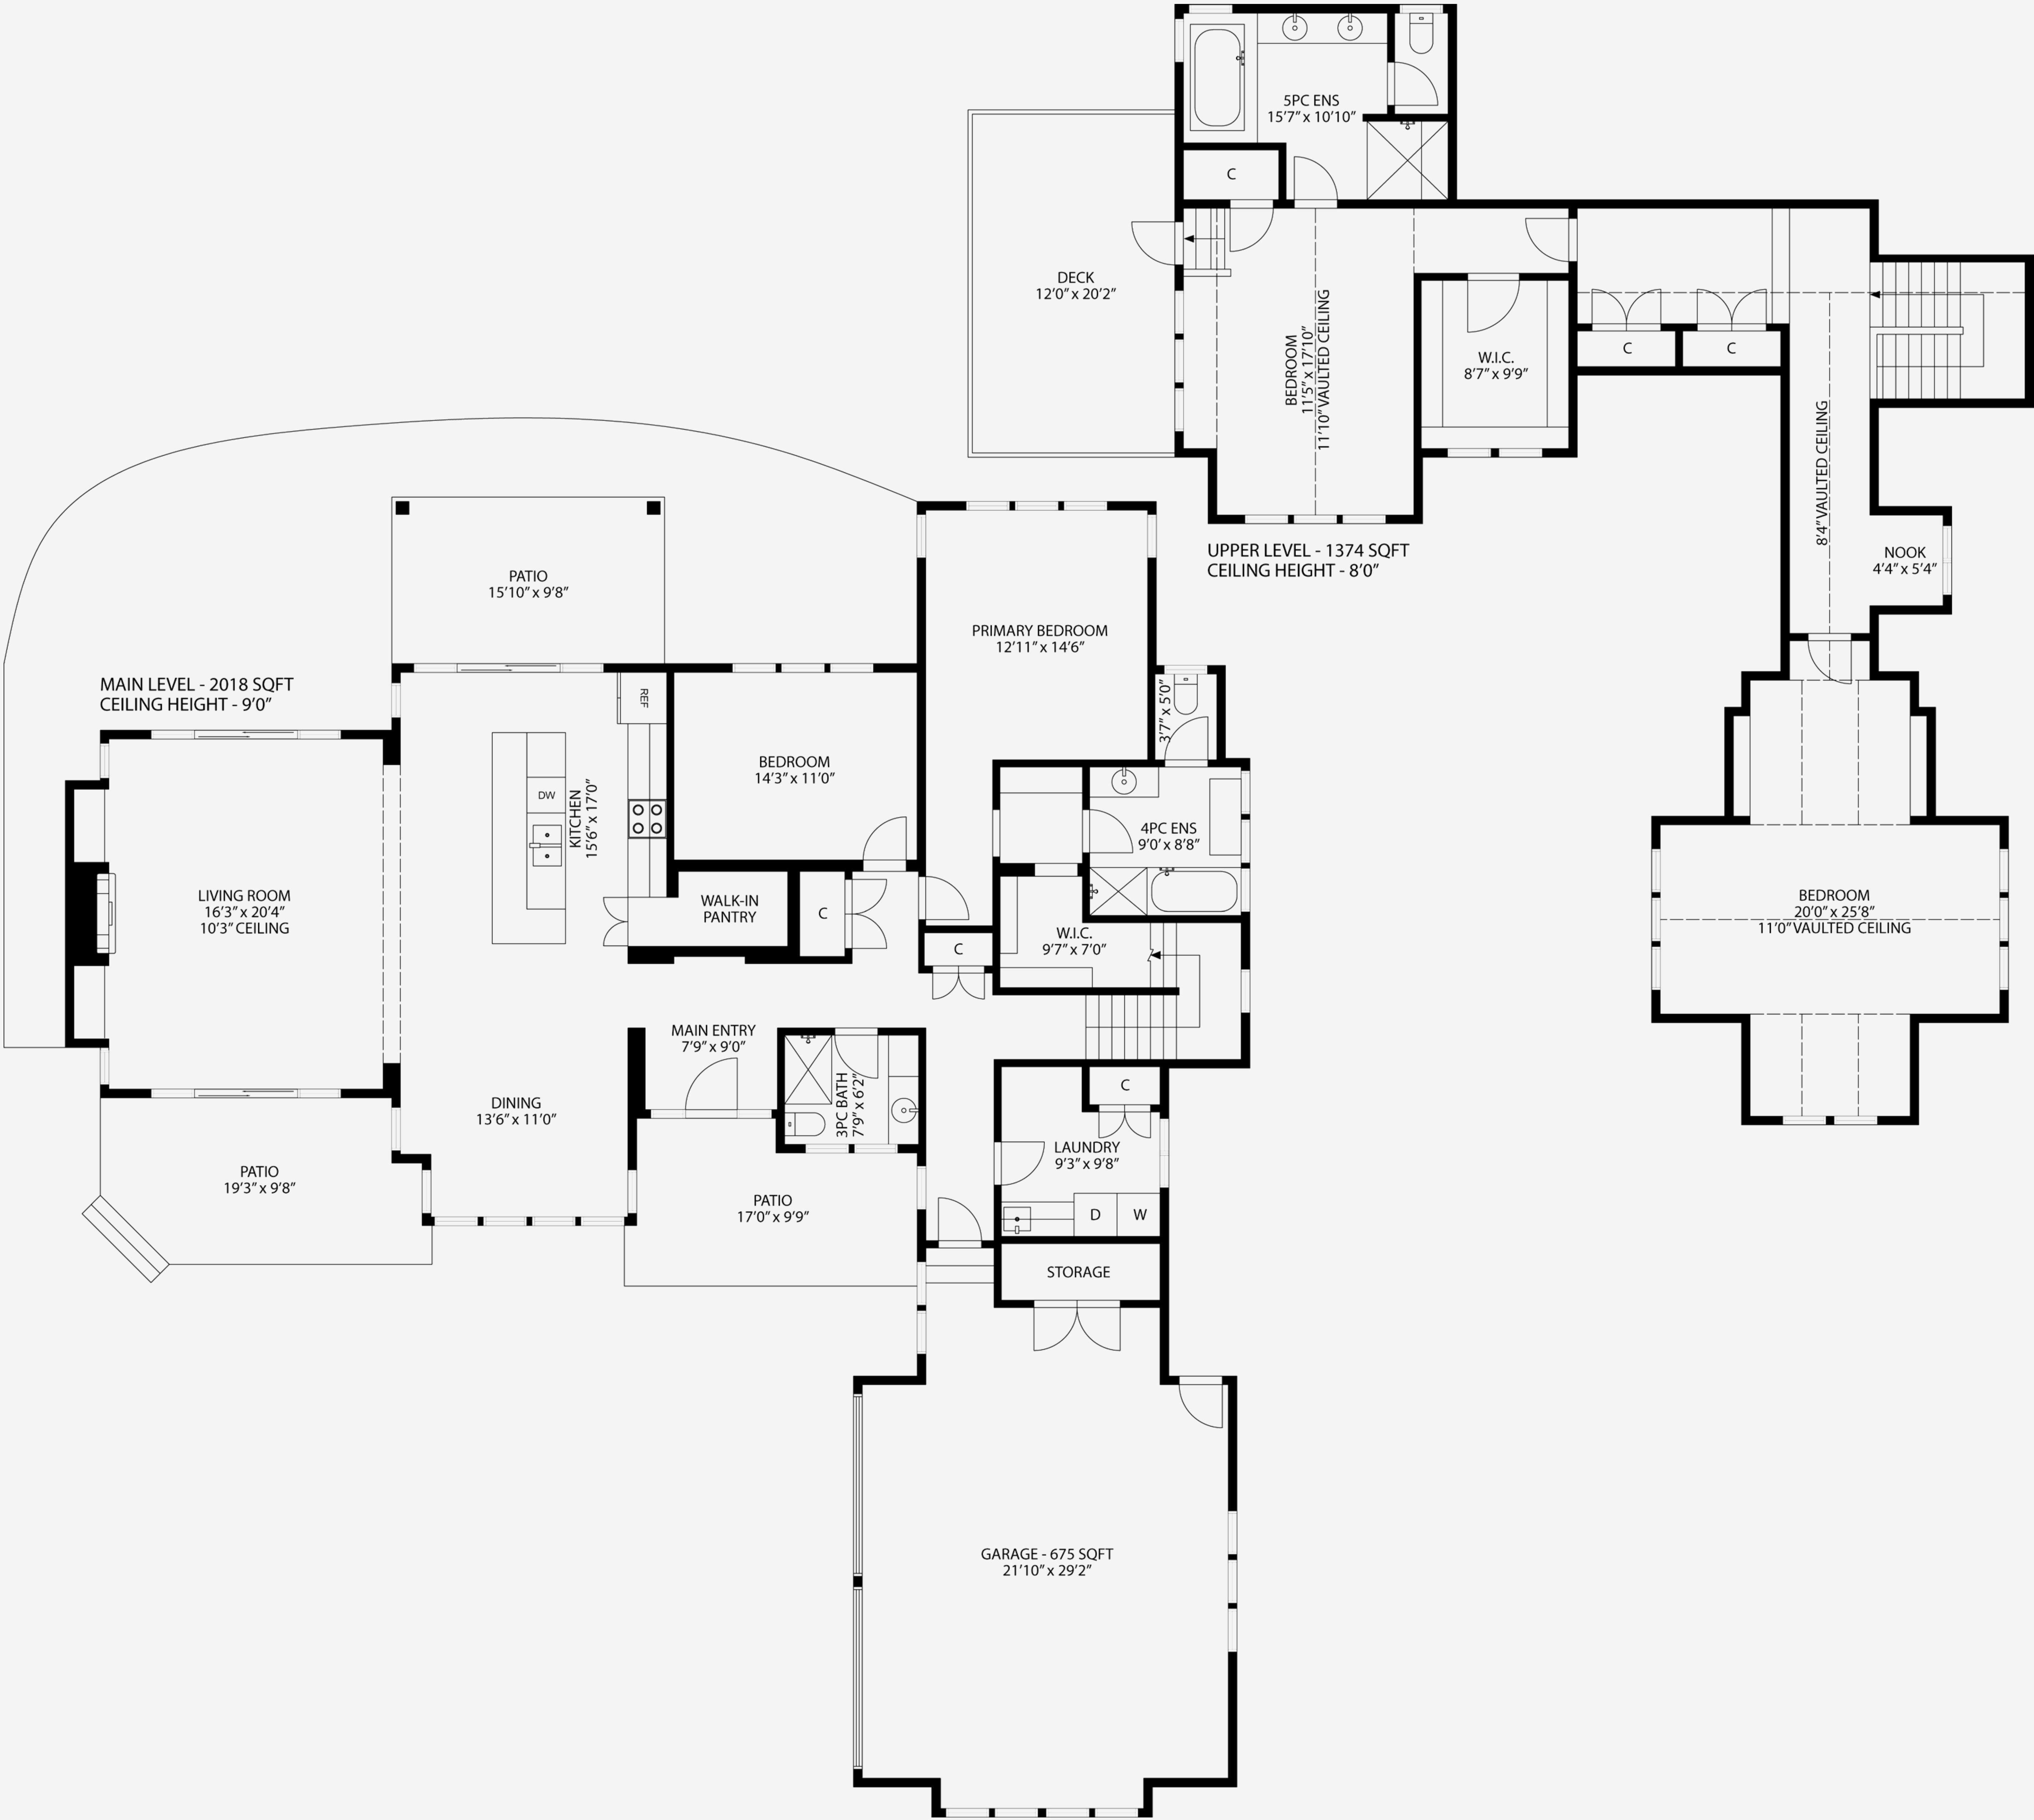 5PC ENS
15'7" x 10'10"
C
DECK
12'0" x 20'2"
BEDROOM
11'5" x 17'10"
11'10" VAULTED CEILING
W.I.C.
8'7" x 9'9"
C
C
8'4" VAULTED CEILING
NOOK
4'4" x 5'4"
UPPER LEVEL - 1374 SQFT
CEILING HEIGHT - 8'0"
BEDROOM
20'0" x 25'8"
11'0" VAULTED CEILING
PATIO
15'10" x 9'8"
PRIMARY BEDROOM
12'11" x 14'6"
MAIN LEVEL - 2018 SQFT
CEILING HEIGHT - 9'0"
REF
3'7" x 5'0"
BEDROOM
14'3" x 11'0"
DW
KITCHEN
15'6" x 17'0"
4PC ENS
9'0' x 8'8"
LIVING ROOM
16'3" x 20'4"
10'3" CEILING
WALK-IN
PANTRY
C
C
W.I.C.
9'7" x 7'0"
MAIN ENTRY
7'9" x 9'0"
3PC BATH
7'9" x 6'2"
C
DINING
13'6" x 11'0"
LAUNDRY
9'3" x 9'8"
PATIO
19'3" x 9'8"
PATIO
17'0" x 9'9"
D
W
STORAGE
GARAGE - 675 SQFT
21'10" x 29'2"